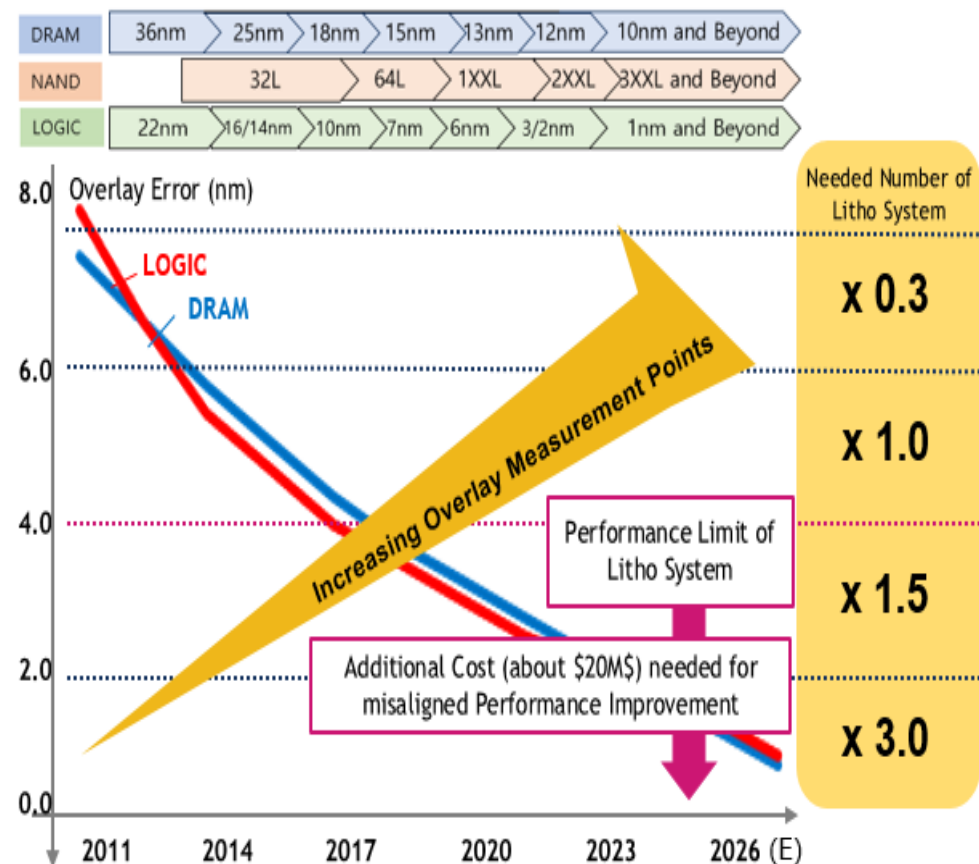 DRAM 36nm 25nm 18nm 15nm 13nm 12nm 10nm and Beyond
NAND 32L 64L 1XXL 2XXL 3XXL and Beyond
LOGIC 22nm 16/14nm 10nm 7nm 6nm 3/2nm 1nm and Beyond
Needed Number of
Litho System
8.0 Overlay Error (nm)
LOGIC
DRAM
x 0.3
6.0
Increasing Overlay Measurement Points
x 1.0
4.0
Performance Limit of
Litho System
x 1.5
2.0
Additional Cost (about $20M$) needed for
misaligned Performance Improvement
x 3.0
0.0
2011 2014 2017 2020 2023 2026 (E)